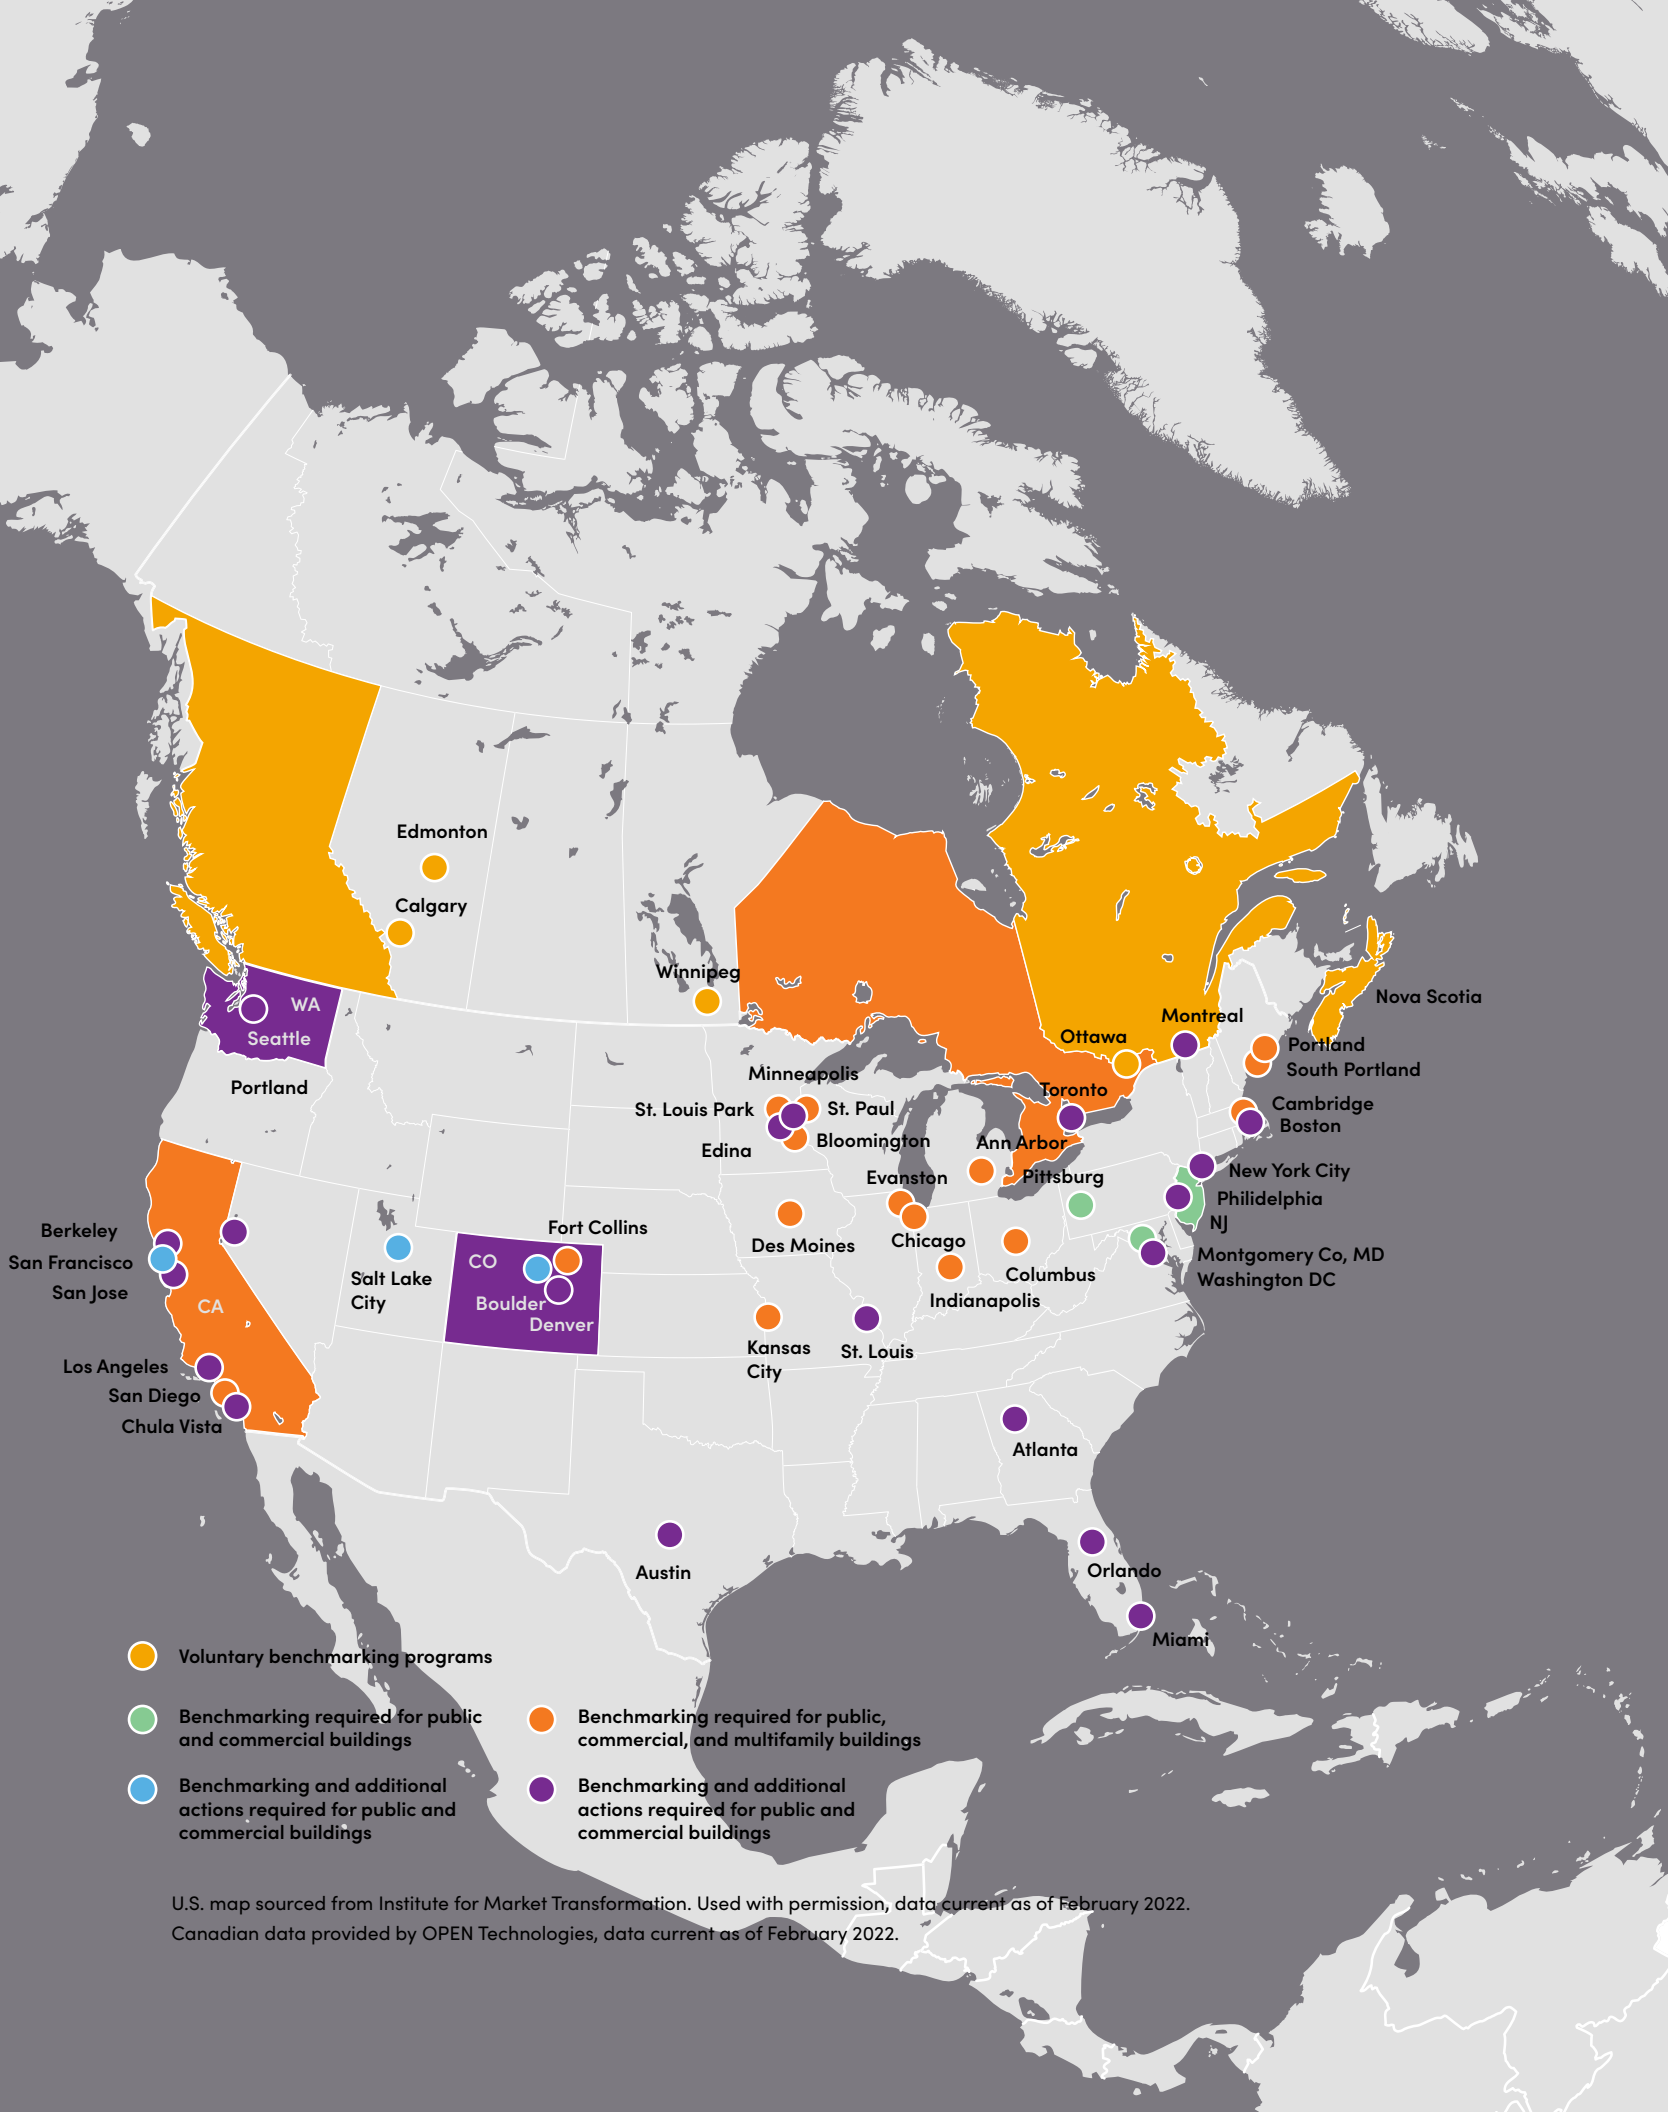 Edmonton
Calgary
Winnipeg
Nova Scotia
WA
Seattle
Portland
Montreal
Ottawa
Portland
South Portland
Minneapolis
Toronto
St. Louis Park
St. Paul
Cambridge
Boston
Edina
Bloomington
Ann Arbor
Evanston
Pittsburg
New York City
Philidelphia
NJ
Berkeley
San Francisco
San Jose
Fort Collins
Des Moines
Chicago
Montgomery Co, MD
Washington DC
CO
Salt Lake
City
Boulder
Denver
Columbus
Indianapolis
CA
Kansas
City
St. Louis
Los Angeles
San Diego
Chula Vista
Atlanta
Austin
Orlando
Miami
Voluntary benchmarking programs
Benchmarking required for public
and commercial buildings
Benchmarking required for public,
commercial, and multifamily buildings
Benchmarking and additional
actions required for public and
commercial buildings
Benchmarking and additional
actions required for public and
commercial buildings
U.S. map sourced from Institute for Market Transformation. Used with permission, data current as of February 2022.
Canadian data provided by OPEN Technologies, data current as of February 2022.